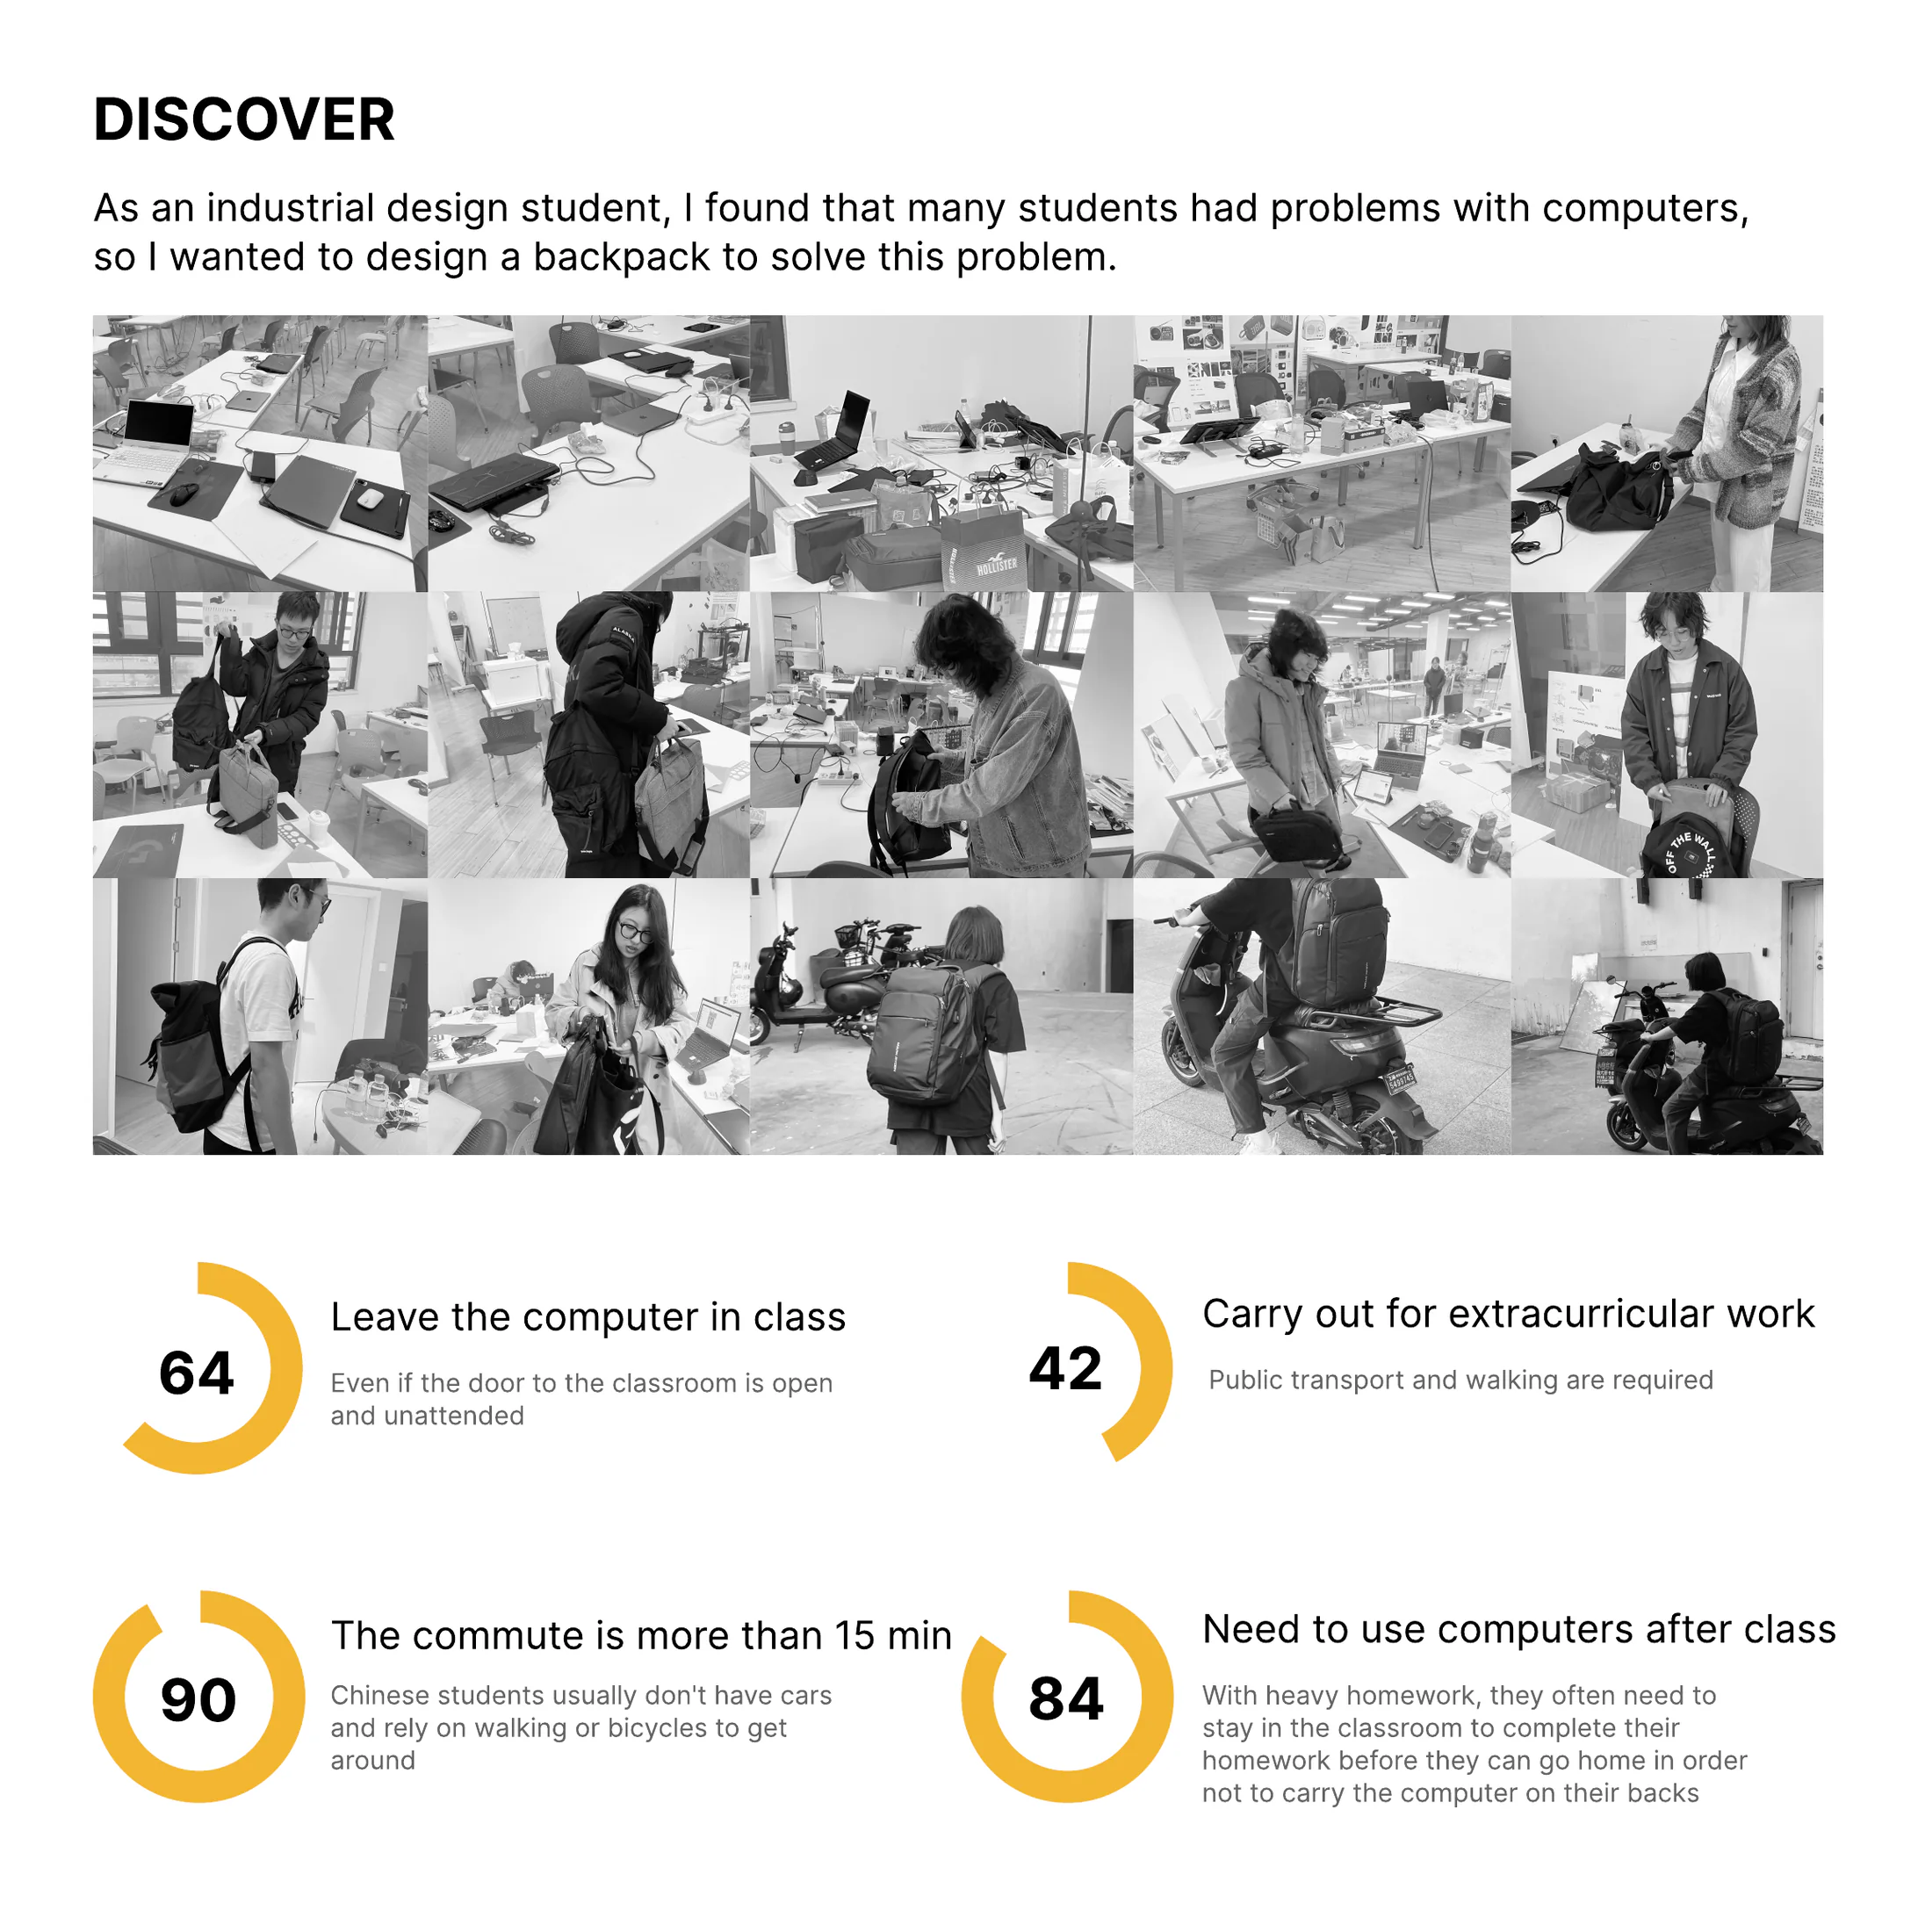 DISCOVER
As an industrial design student, I found that many students had problems with computers,
so I wanted to design a backpack to solve this problem.
HOLLISTER
OFF THE WALL
64
Leave the computer in class
Even if the door to the classroom is open
and unattended
42
Carry out for extracurricular work
Public transport and walking are required
90
The commute is more than 15 min
Chinese students usually don't have cars
and rely on walking or bicycles to get
around
84
Need to use computers after class
With heavy homework, they often need to
stay in the classroom to complete their
homework before they can go home in order
not to carry the computer on their backs